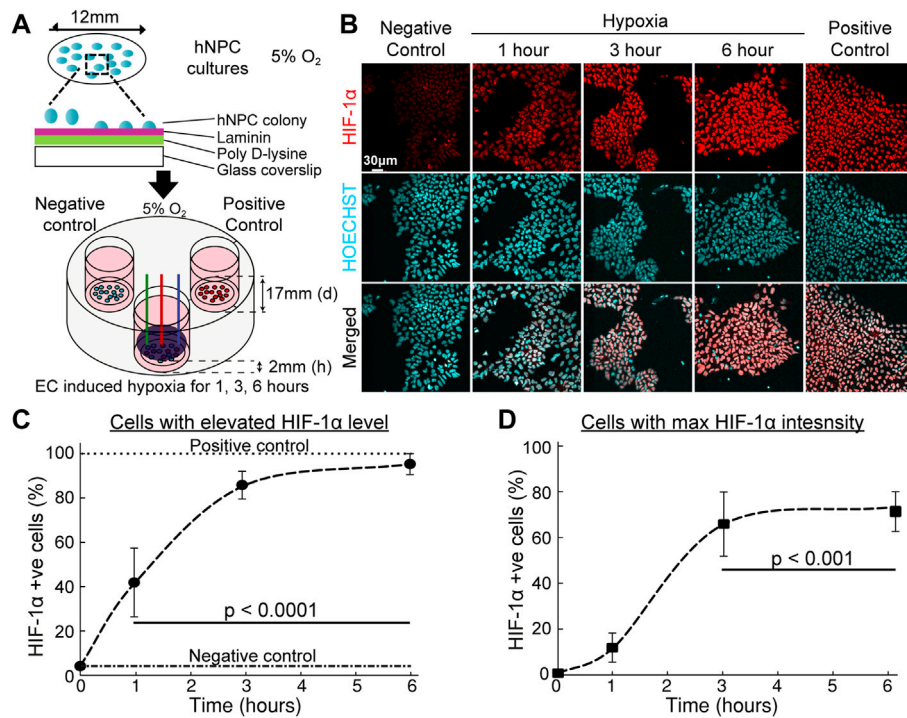 A
12mm
hNPC
cultures
5% O₂
hNPC colony
Laminin
Poly D-lysine
Glass coverslip
Negative
control
5% O₂
Positive
Control
17mm (d)
2mm (h)
EC induced hypoxia for 1, 3, 6 hours
B
Negative
Control
Hypoxia
1 hour
3 hour
6 hour
Positive
Control
HIF-1α
30µm
HOECHST
Merged
C
Cells with elevated HIF-1α level
Positive control
p < 0.0001
Negative control
HIF-1α +ve cells (%)
100
80
60
40
20
0
0 1 2 3 4 5 6
Time (hours)
D
Cells with max HIF-1α intesnsity
p < 0.001
HIF-1α +ve cells (%)
100
80
60
40
20
0
0 1 2 3 4 5 6
Time (hours)